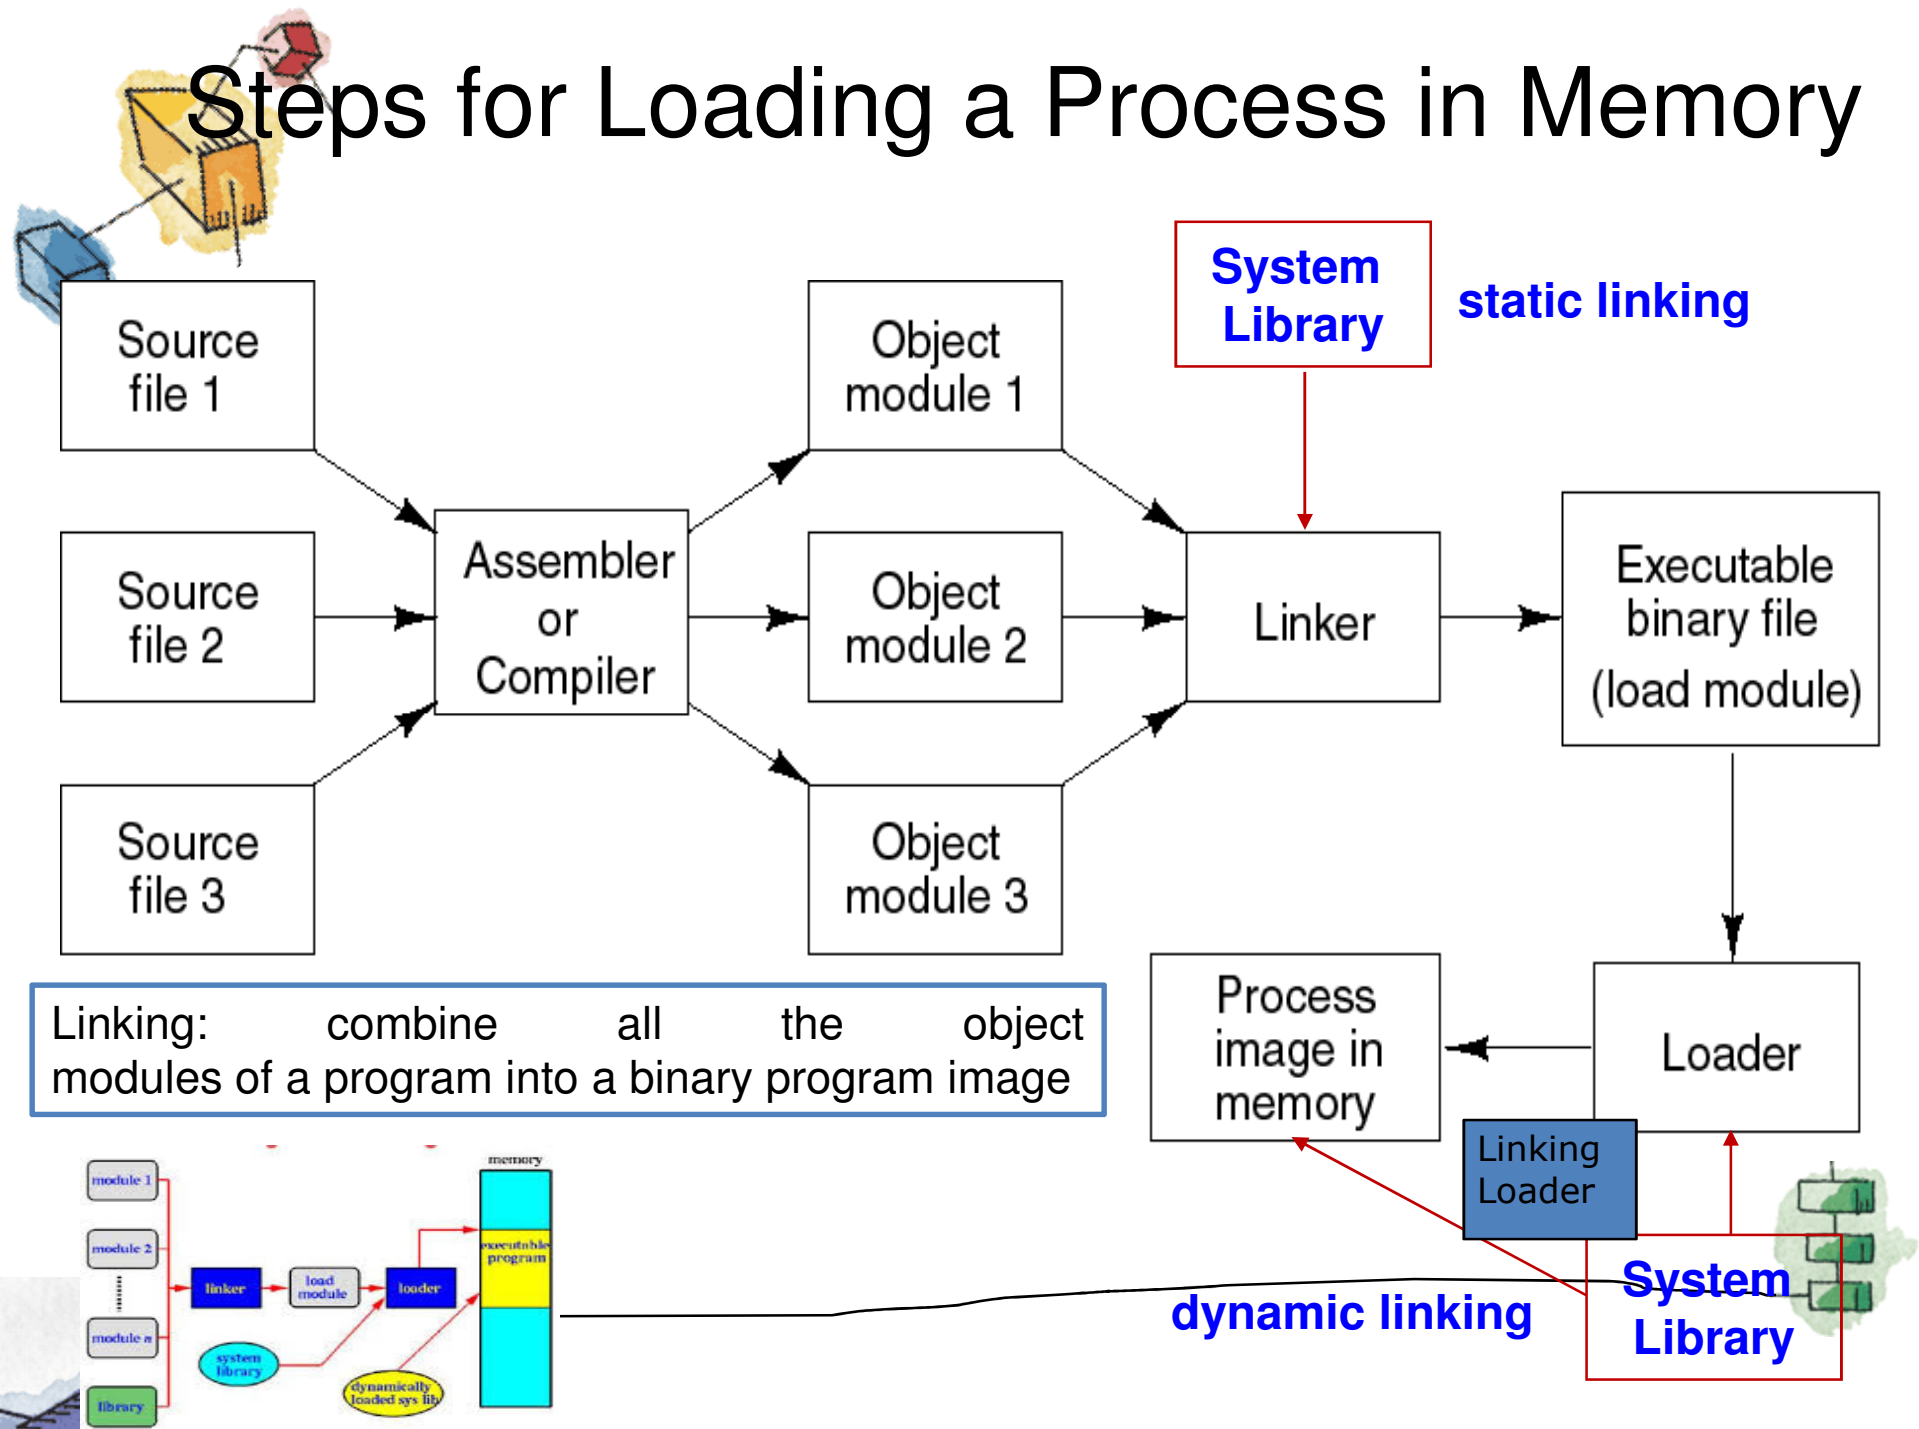 Steps for Loading a Process in Memory
System
Library
static linking
Source
file 1
Object
module 1
Source
file 2
Assembler
or
Compiler
Object
module 2
Linker
Executable
binary file
(load module)
Source
file 3
Object
module 3
Process
image in
memory
Loader
Linking: combine all the object
modules of a program into a binary program image
Linking
Loader
System
Library
dynamic linking
memory
module 1
module 2
executable
program
linker
load
module
loader
module n
system
library
dynamically
loaded sys lib
library